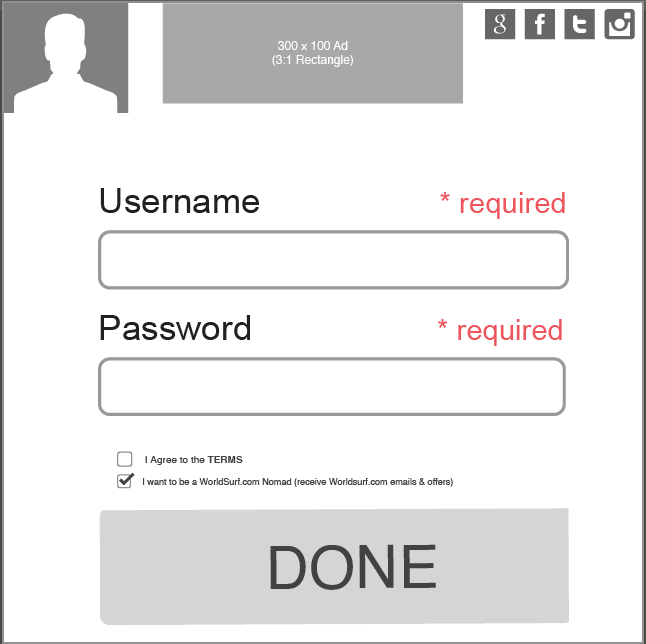 300 x 100 Ad
(3:1 Rectangle)
g f t
Username * required
Password * required
I Agree to the TERMS
I want to be a WorldSurf.com Nomad (receive Worldsurf.com emails & offers)
DONE